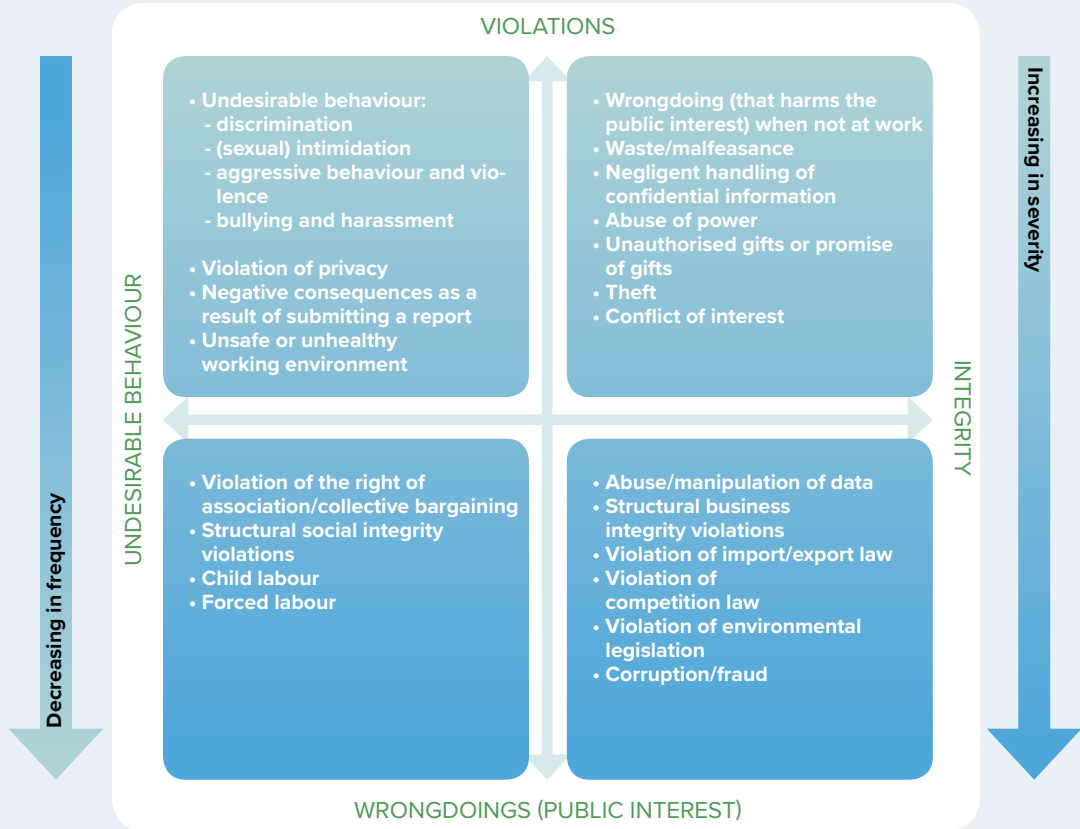 VIOLATIONS
• Undesirable behaviour:
- discrimination
- (sexual) intimidation
- aggressive behaviour and vio-
lence
- bullying and harassment
• Violation of privacy
• Negative consequences as a
result of submitting a report
• Unsafe or unhealthy
working environment
• Wrongdoing (that harms the
public interest) when not at work
• Waste/malfeasance
• Negligent handling of
confidential information
• Abuse of power
• Unauthorised gifts or promise
of gifts
• Theft
• Conflict of interest
UNDESIRABLE BEHAVIOUR
INTEGRITY
• Violation of the right of
association/collective bargaining
• Structural social integrity
violations
• Child labour
• Forced labour
• Abuse/manipulation of data
• Structural business
integrity violations
• Violation of import/export law
• Violation of
competition law
• Violation of environmental
legislation
• Corruption/fraud
WRONGDOINGS (PUBLIC INTEREST)
Decreasing in frequency
Increasing in severity